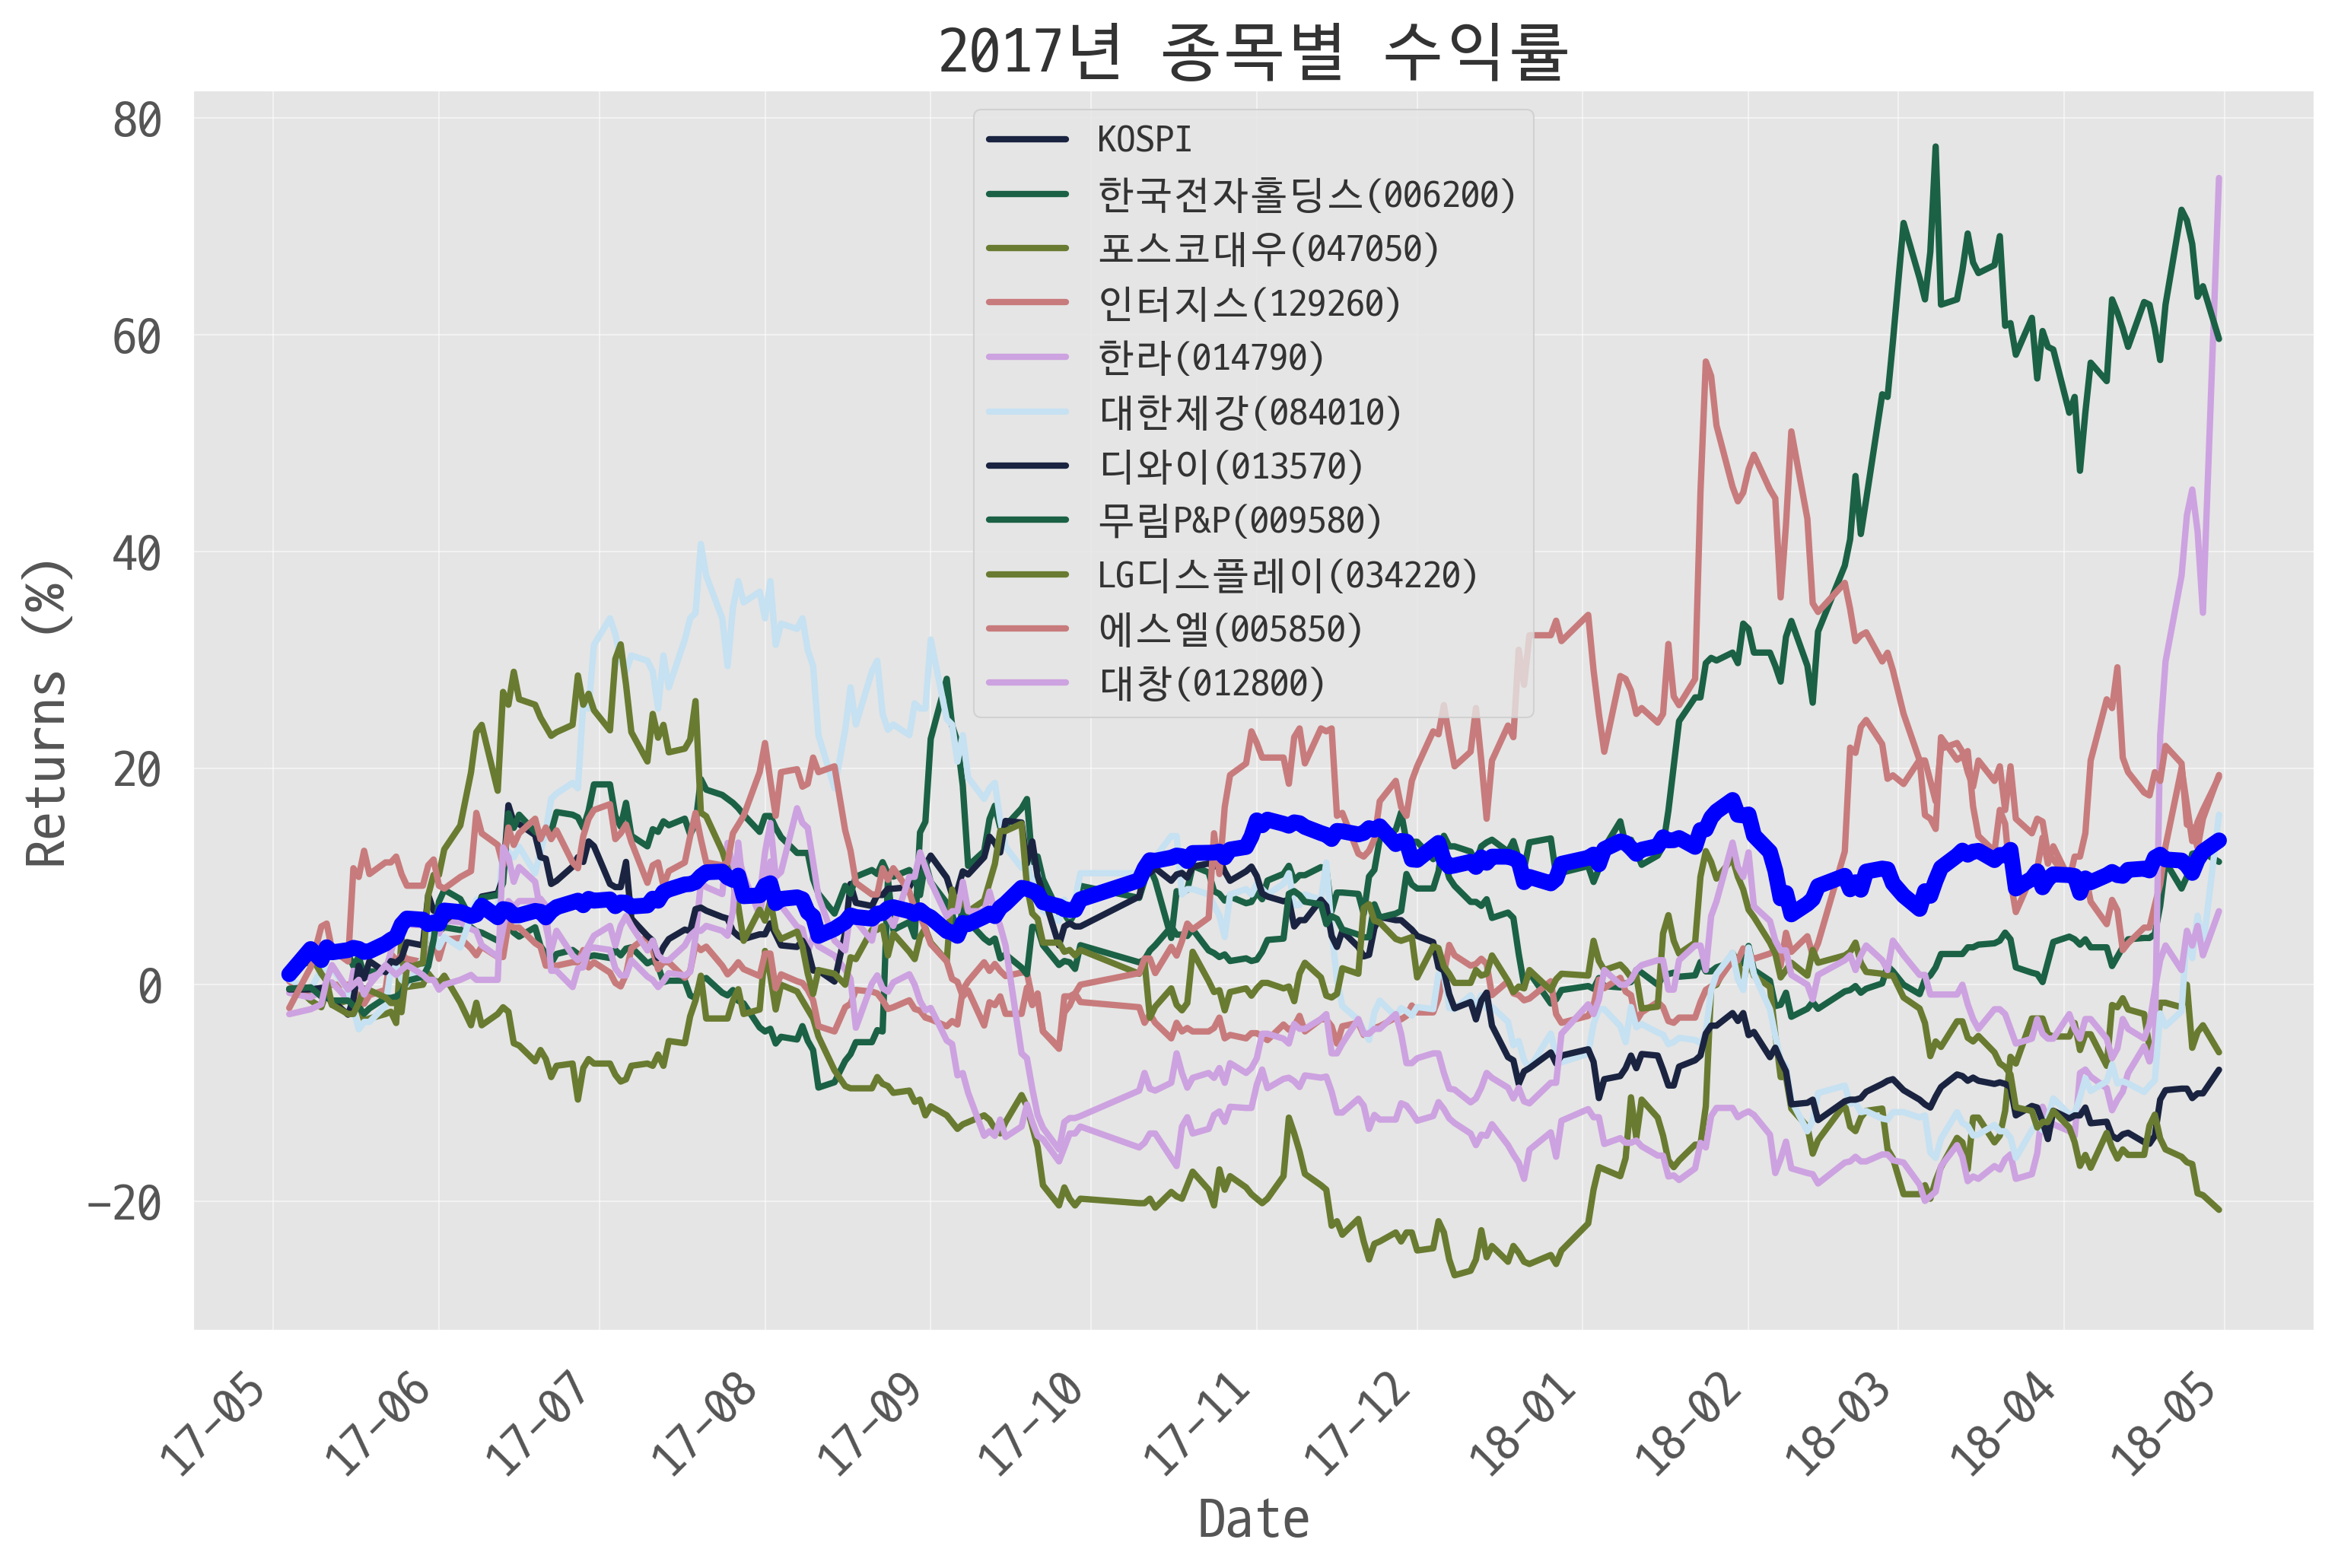 2017년 종목별 수익률
80
60
40
20
0
−20
Returns (%)
KOSPI
한국전자홀딩스(006200)
포스코대우(047050)
인터지스(129260)
한라(014790)
대한제강(084010)
디와이(013570)
무림P&P(009580)
LG디스플레이(034220)
에스엘(005850)
대창(012800)
17-05
17-06
17-07
17-08
17-09
17-10
17-11
17-12
18-01
18-02
18-03
18-04
18-05
Date